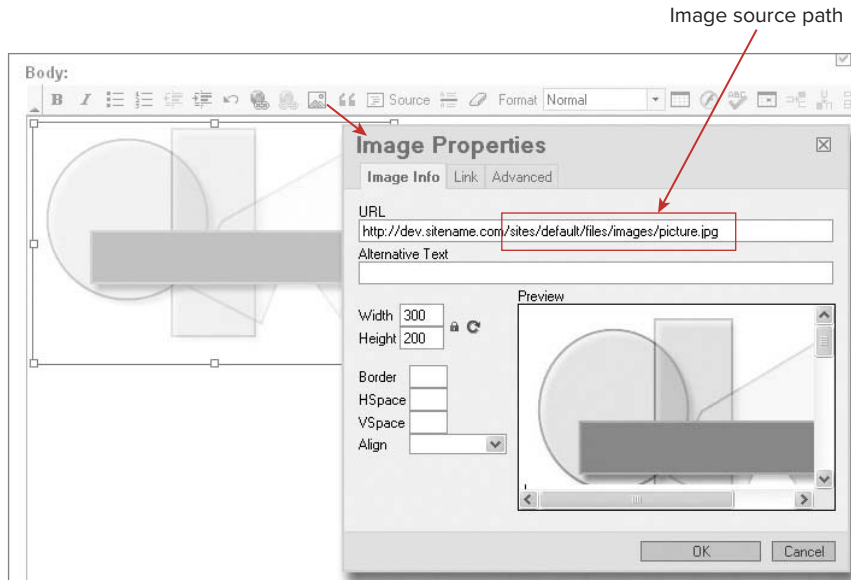 Image source path
Body:
B I Source Format Normal ABC
Image Properties
Image Info Link Advanced
URL
http://dev.sitename.com/sites/default/files/images/picture.jpg
Alternative Text
Preview
Width 300
Height 200
Border
HSpace
VSpace
Align
OK Cancel